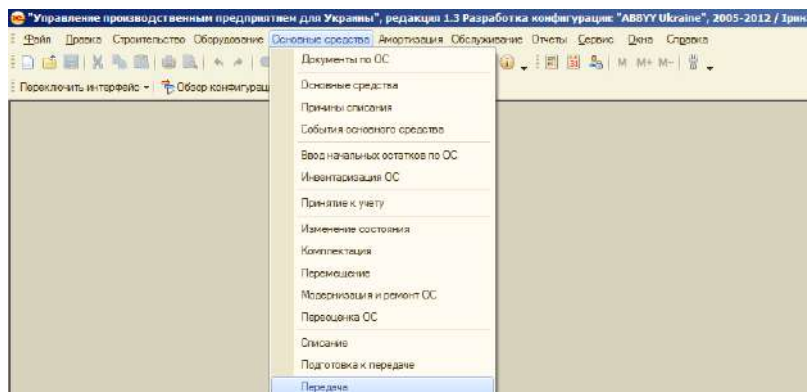 "Управление производственным предприятием для Украины", редакция 1.3 Разработка конфигурации: "ABBYY Ukraine", 2005-2012 /
Файл Правка Строительство Оборудование Основные средства Амортизация Обслуживание Отчеты Сервис Окна Справка
M M+ M-
Переключить интерфейс Обзор конфигурац
Документы по ОС
Основные средства
Причины списания
События основного средства
Ввод начальных остатков по ОС
Инвентаризация ОС
Принятие к учету
Изменение состояния
Комплектация
Перемещение
Модернизация и ремонт ОС
Переоценка ОС
Списание
Подготовка к передаче
Передача